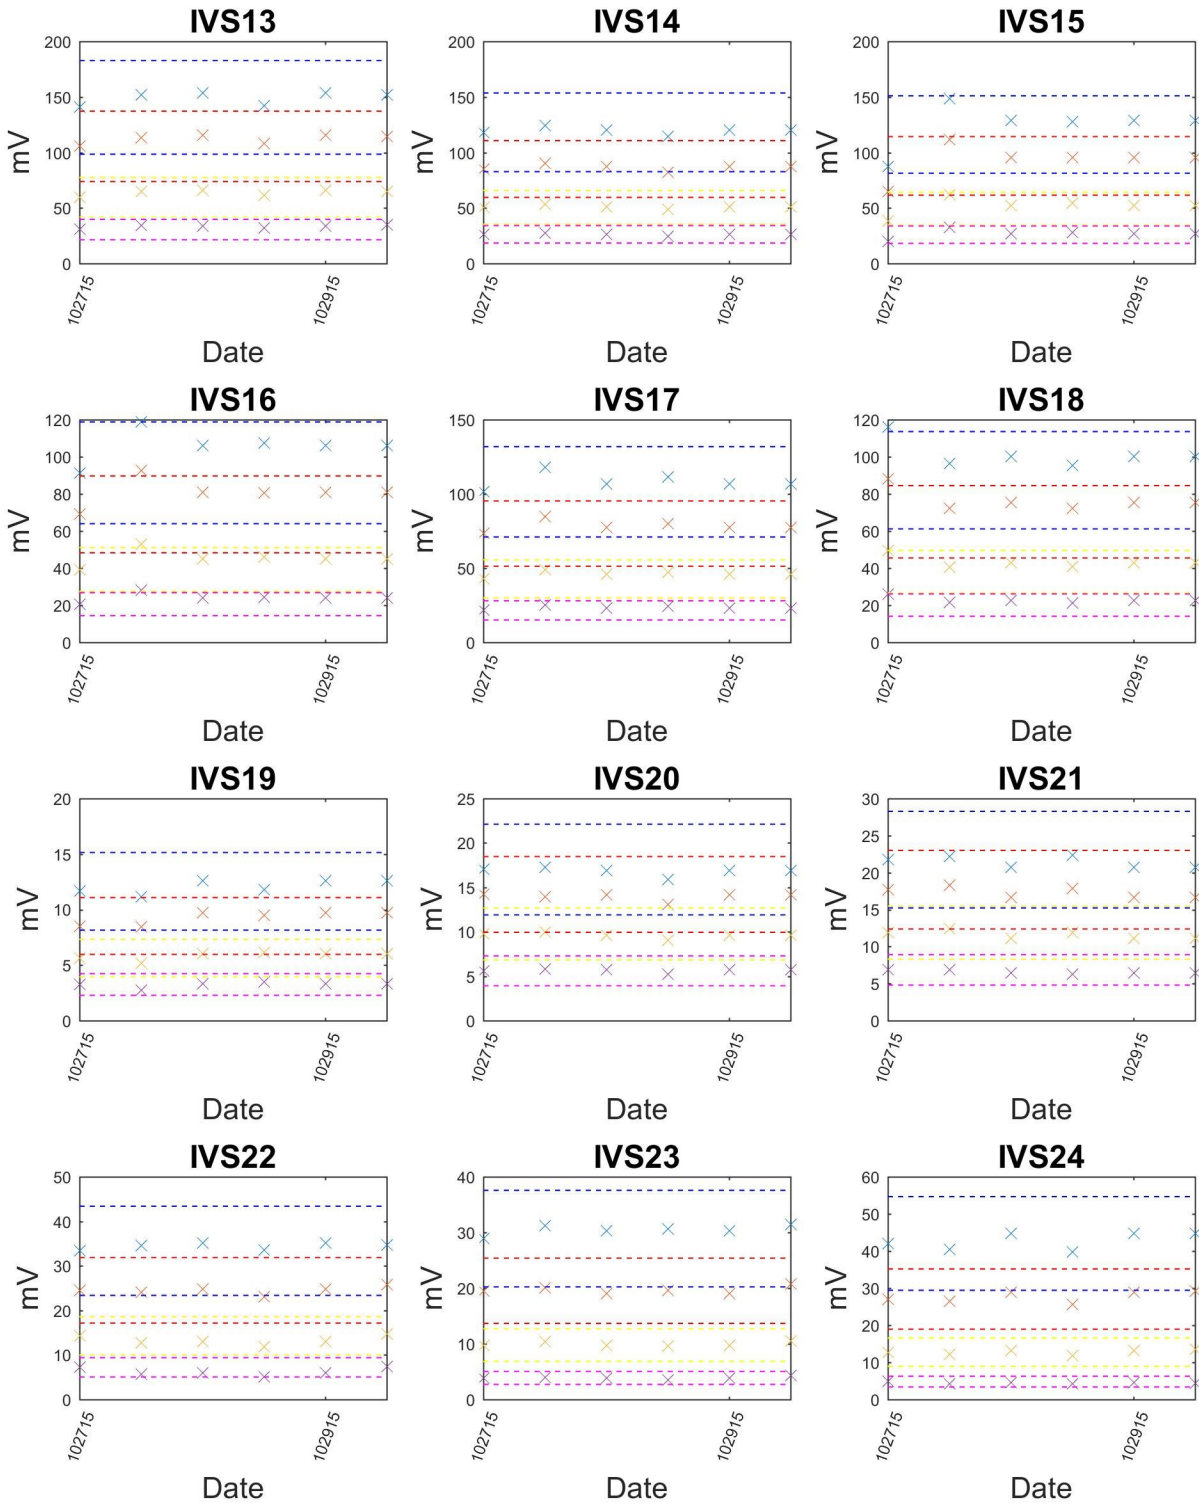 IVS13 IVS14 IVS15
200 200 200
150 150 150
mV 100 mV 100 mV 100
50 50 50
0 0 0
102715 102915 102715 102915 102715 102915
Date Date Date
IVS16 IVS17 IVS18
120 150 120
100 100
80 100 80
mV 60 mV mV 60
40 50 40
20 20
0 0 0
102715 102915 102715 102915 102715 102915
Date Date Date
IVS19 IVS20 IVS21
20 25 30
20 25
15 20
mV 10 mV 15 mV 15
10 10
5 5 5
0 0 0
102715 102915 102715 102915 102715 102915
Date Date Date
IVS22 IVS23 IVS24
50 40 60
40 50
30 30 40
mV mV 20 mV 30
20 20
10 10 10
0 0 0
102715 102915 102715 102915 102715 102915
Date Date Date